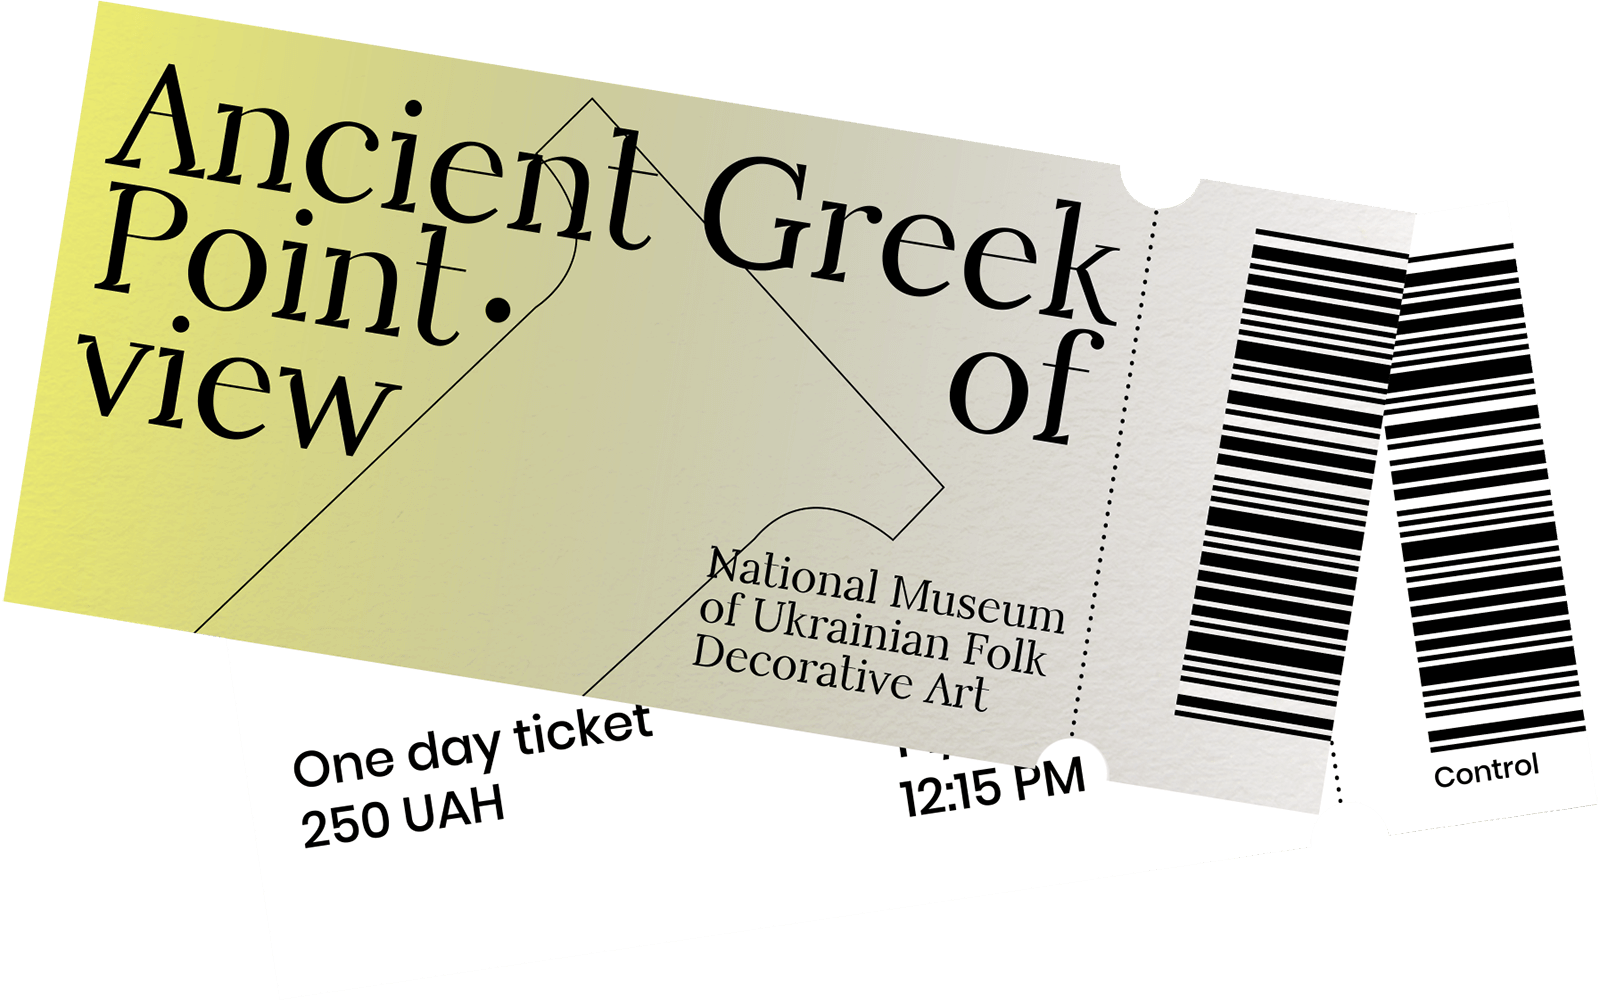 Ancient Greek
Point • of
view
National Museum
of Ukrainian Folk
Decorative Art
One day ticket
250 UAH
12:15 PM
Control